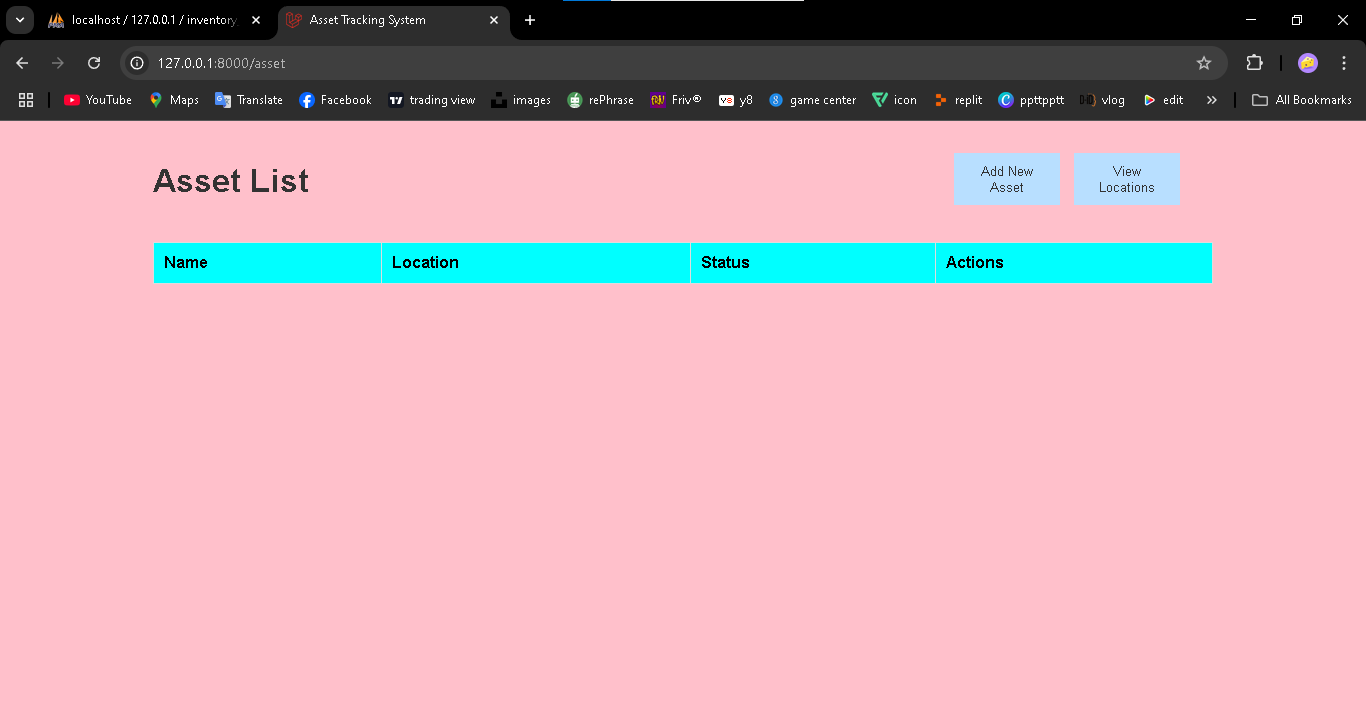 localhost / 127.0.0.1 / inventory
Asset Tracking System
127.0.0.1:8000/asset
YouTube
Maps
Translate
Facebook
trading view
images
rePhrase
Friv®
y8
game center
icon
replit
ppttpptt
vlog
edit
All Bookmarks
Asset List
Add New
Asset
View
Locations
Name
Location
Status
Actions